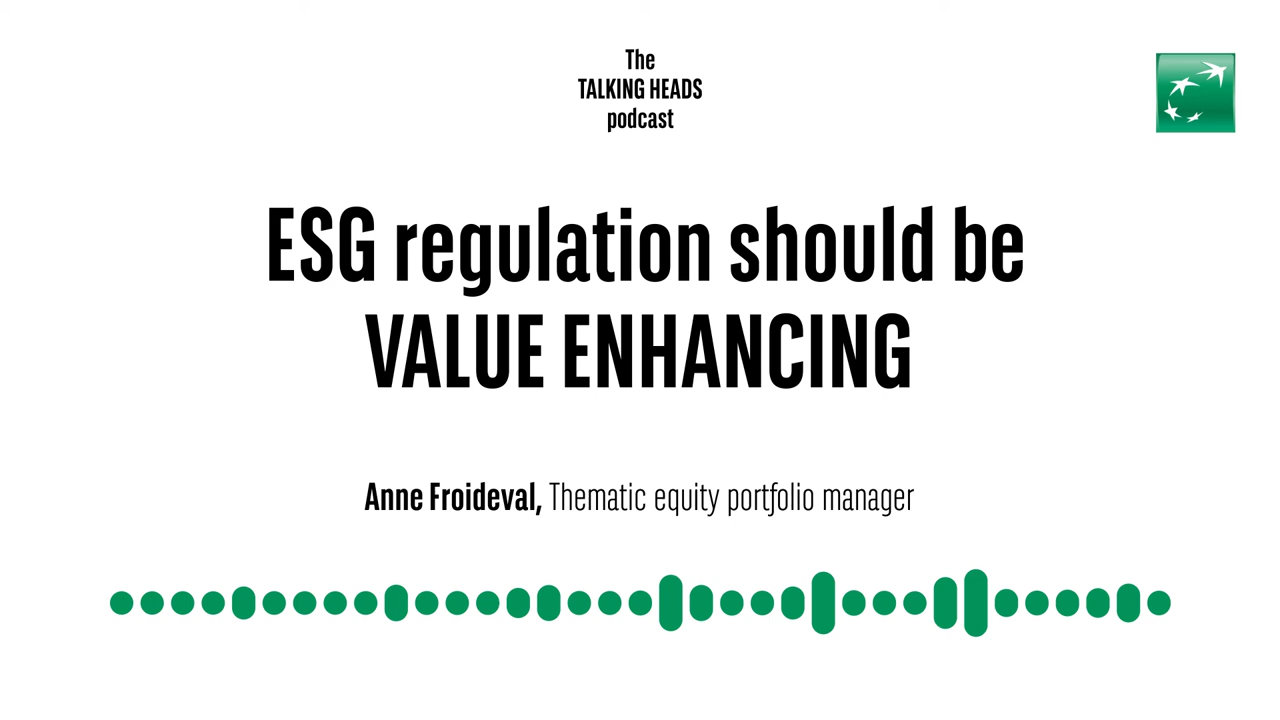 The
TALKING HEADS
podcast
ESG regulation should be
VALUE ENHANCING
Anne Froideval, Thematic equity portfolio manager